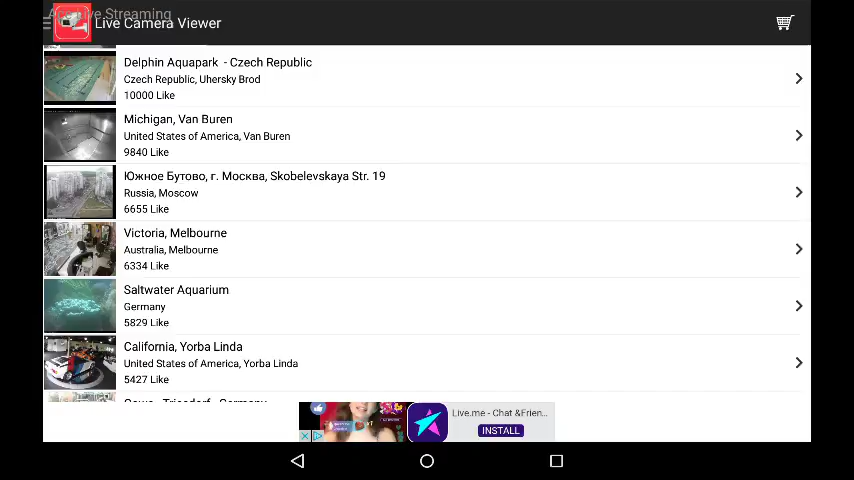 App Live Streaming
Live Camera Viewer
Delphin Aquapark - Czech Republic
Czech Republic, Uhersky Brod
10000 Like
Michigan, Van Buren
United States of America, Van Buren
9840 Like
Южное Бутово, г. Москва, Skobelevskaya Str. 19
Russia, Moscow
6655 Like
Victoria, Melbourne
Australia, Melbourne
6334 Like
Saltwater Aquarium
Germany
5829 Like
California, Yorba Linda
United States of America, Yorba Linda
5427 Like
Live.me - Chat &Frien...
INSTALL